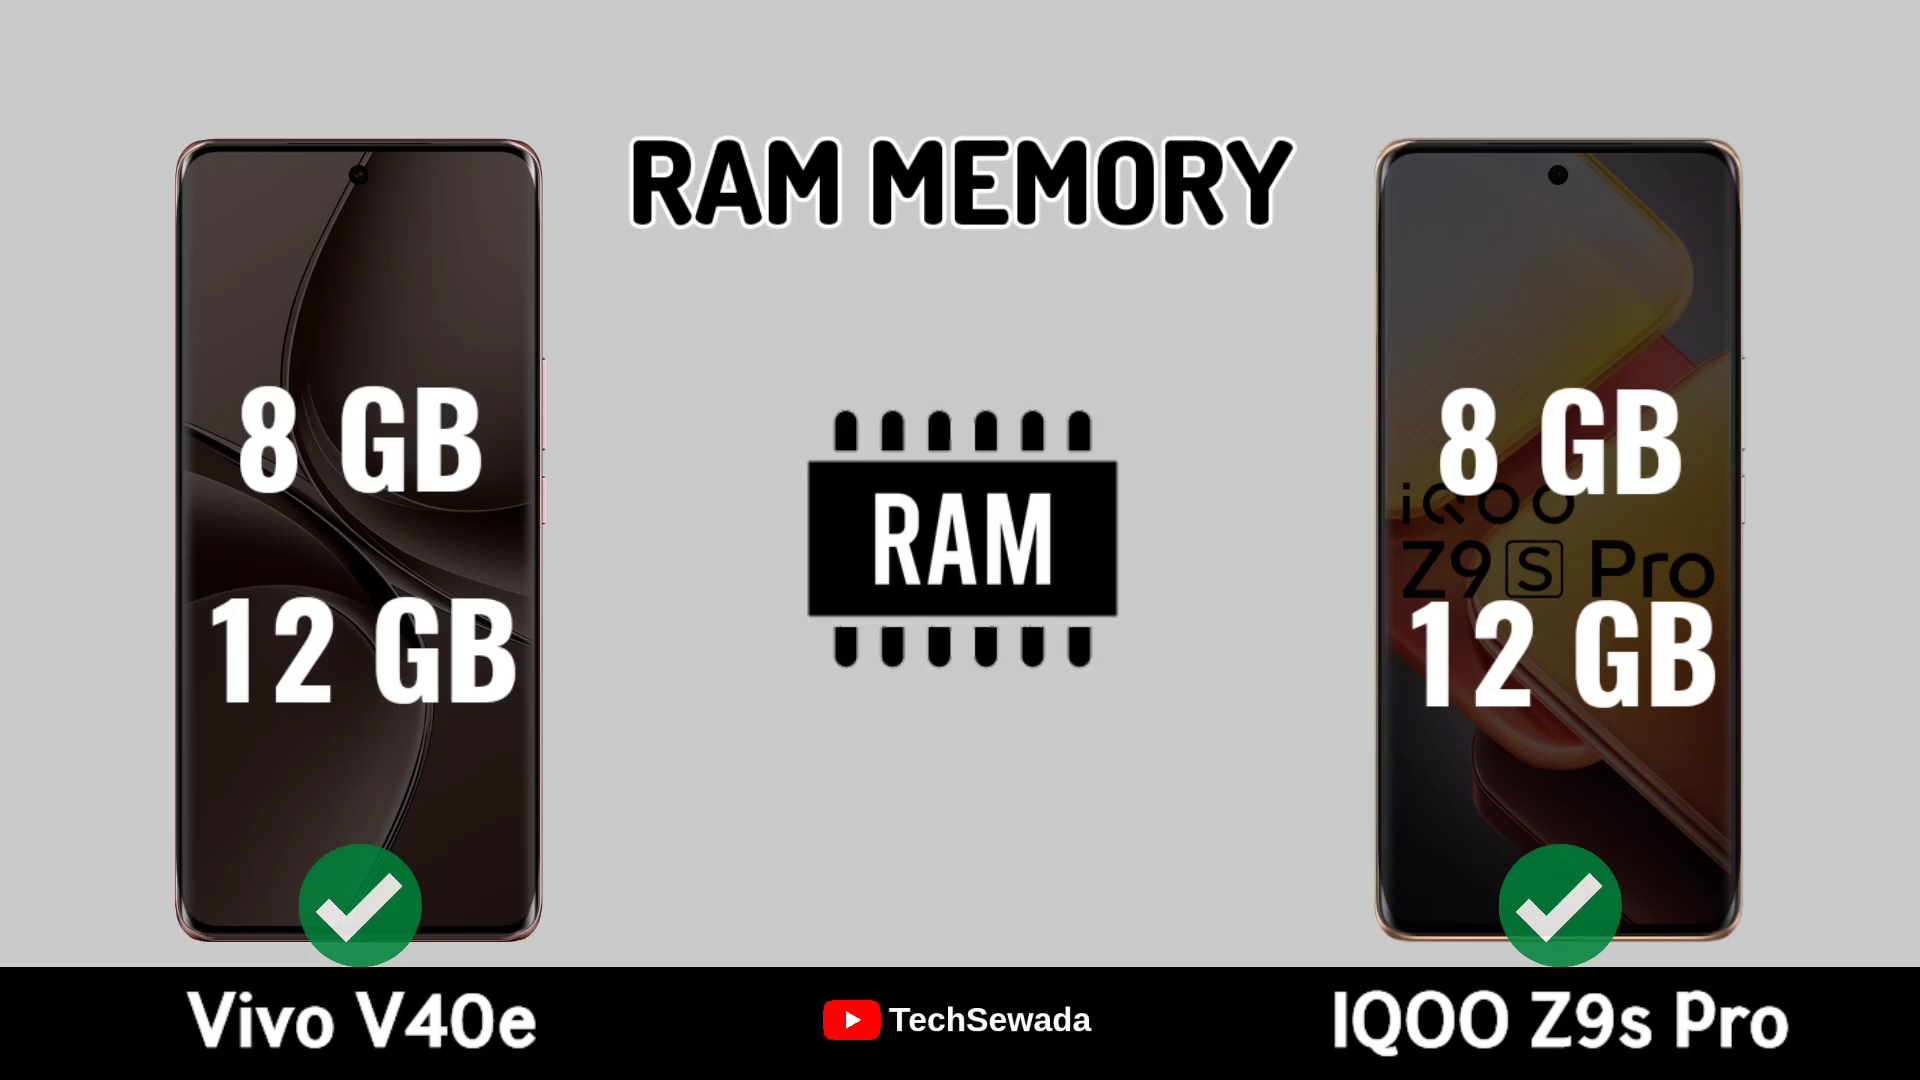 RAM MEMORY
8 GB
12 GB
RAM
8 GB
iQOO
Z9S Pro
12 GB
Vivo V40e
TechSewada
IQOO Z9s Pro